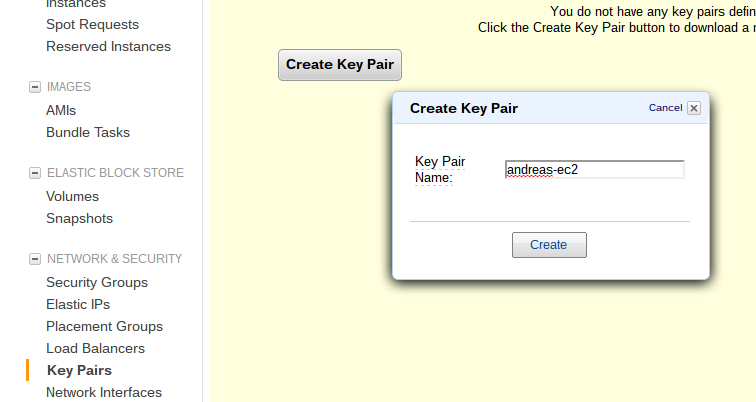 Instances
Spot Requests
Reserved Instances
IMAGES
AMIs
Bundle Tasks
ELASTIC BLOCK STORE
Volumes
Snapshots
NETWORK & SECURITY
Security Groups
Elastic IPs
Placement Groups
Load Balancers
Key Pairs
Network Interfaces
You do not have any key pairs defin
Click the Create Key Pair button to download a
Create Key Pair
Create Key Pair
Cancel
Key Pair
Name:
andreas-ec2
Create